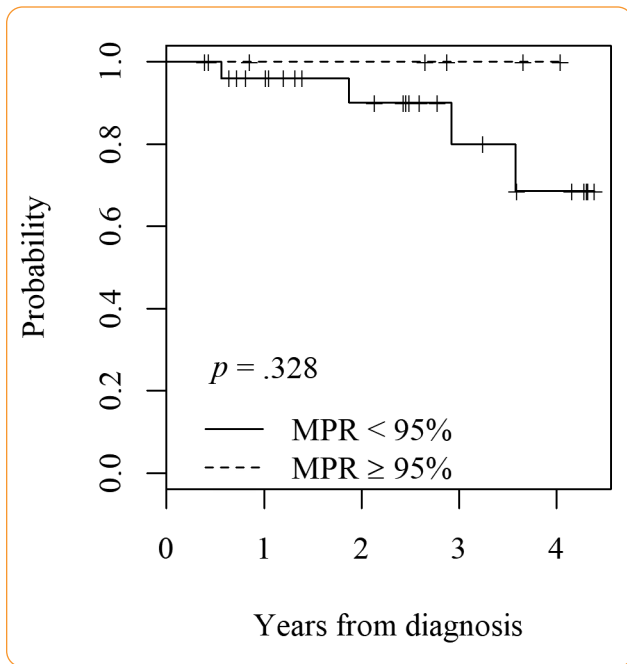 1.0
0.8
0.6
0.4
0.2
0.0
Probability
p = .328
MPR < 95%
MPR ≥ 95%
0 1 2 3 4
Years from diagnosis